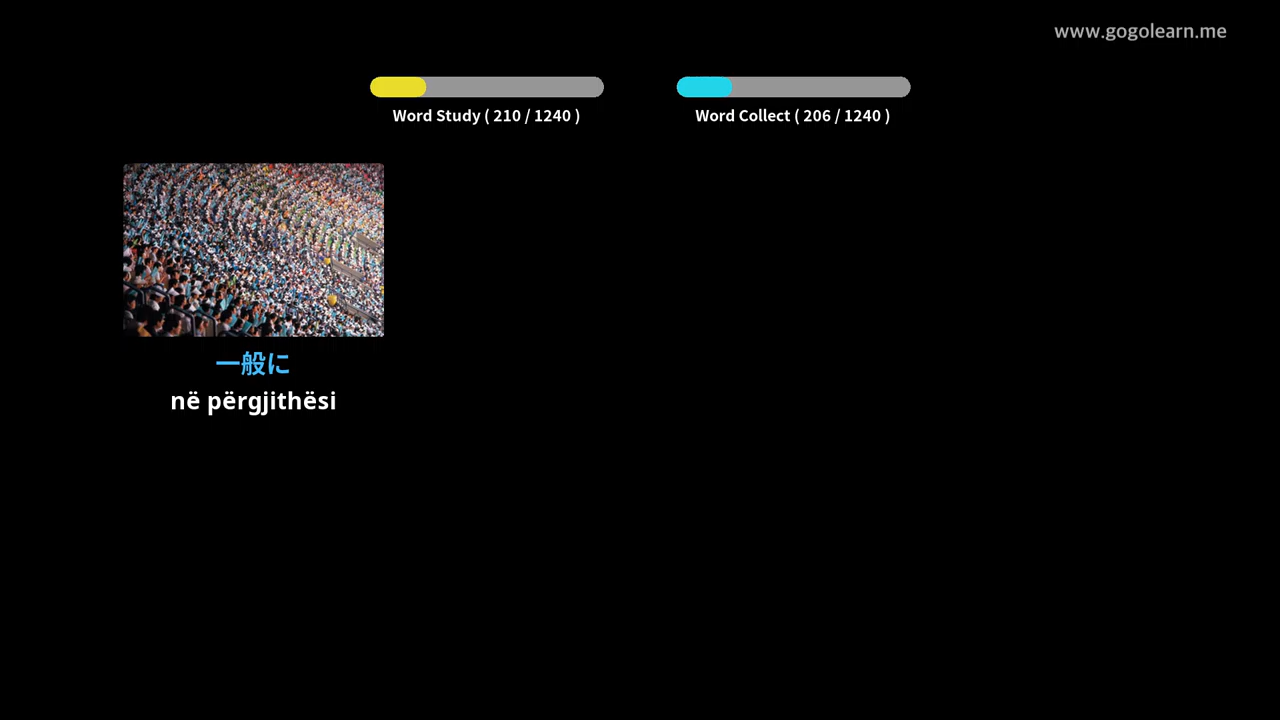 www.gogolearn.me
Word Study ( 210 / 1240 )
Word Collect ( 206 / 1240 )
一般に
në përgjithësi